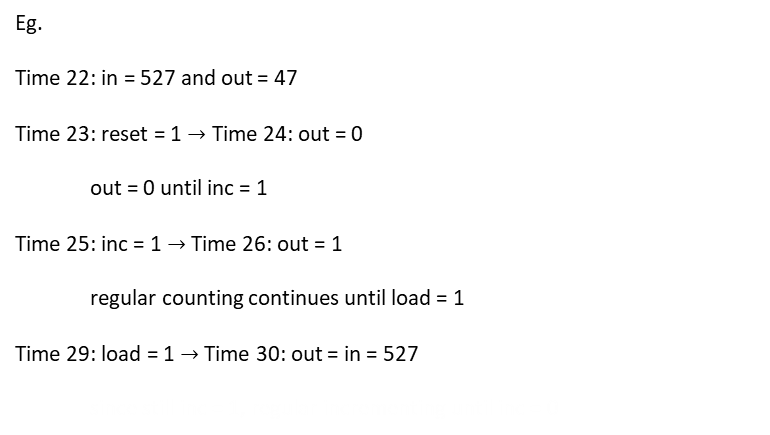 Eg.
Time 22: in = 527 and out = 47
Time 23: reset = 1 → Time 24: out = 0
out = 0 until inc = 1
Time 25: inc = 1 → Time 26: out = 1
regular counting continues until load = 1
Time 29: load = 1 → Time 30: out = in = 527